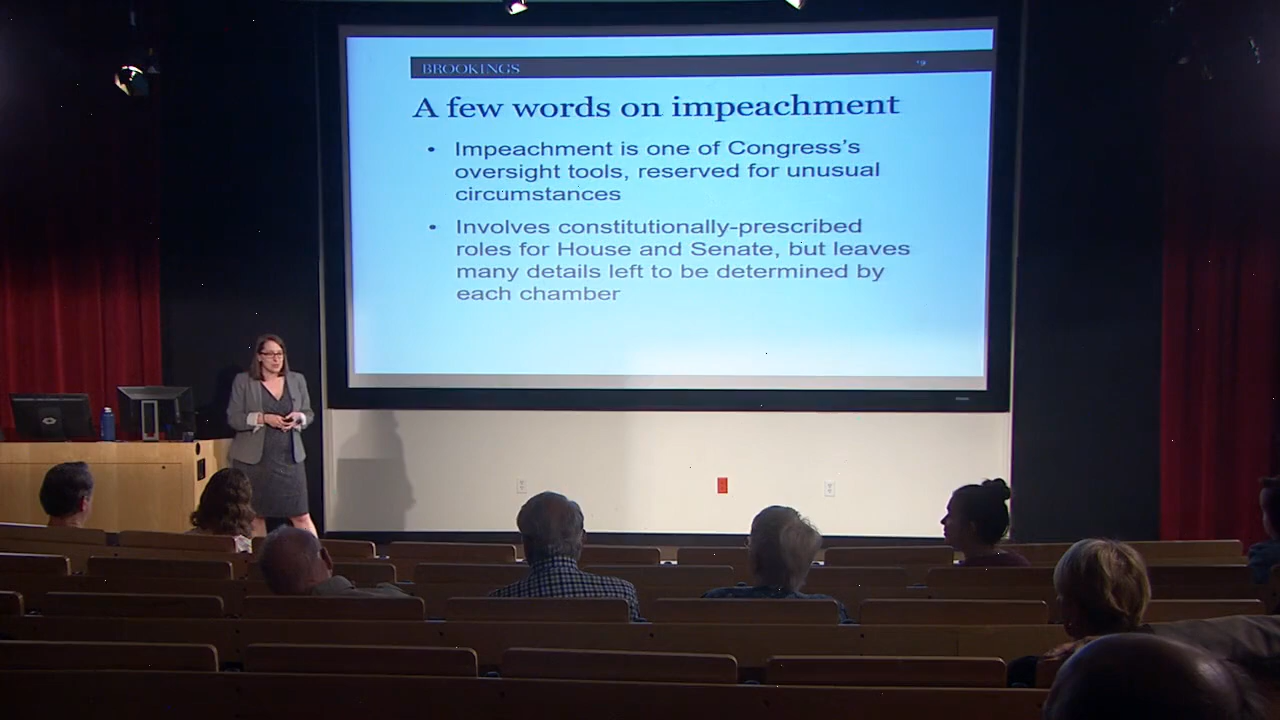 BROOKINGS
A few words on impeachment
• Impeachment is one of Congress's
oversight tools, reserved for unusual
circumstances
• Involves constitutionally-prescribed
roles for House and Senate, but leaves
many details left to be determined by
each chamber